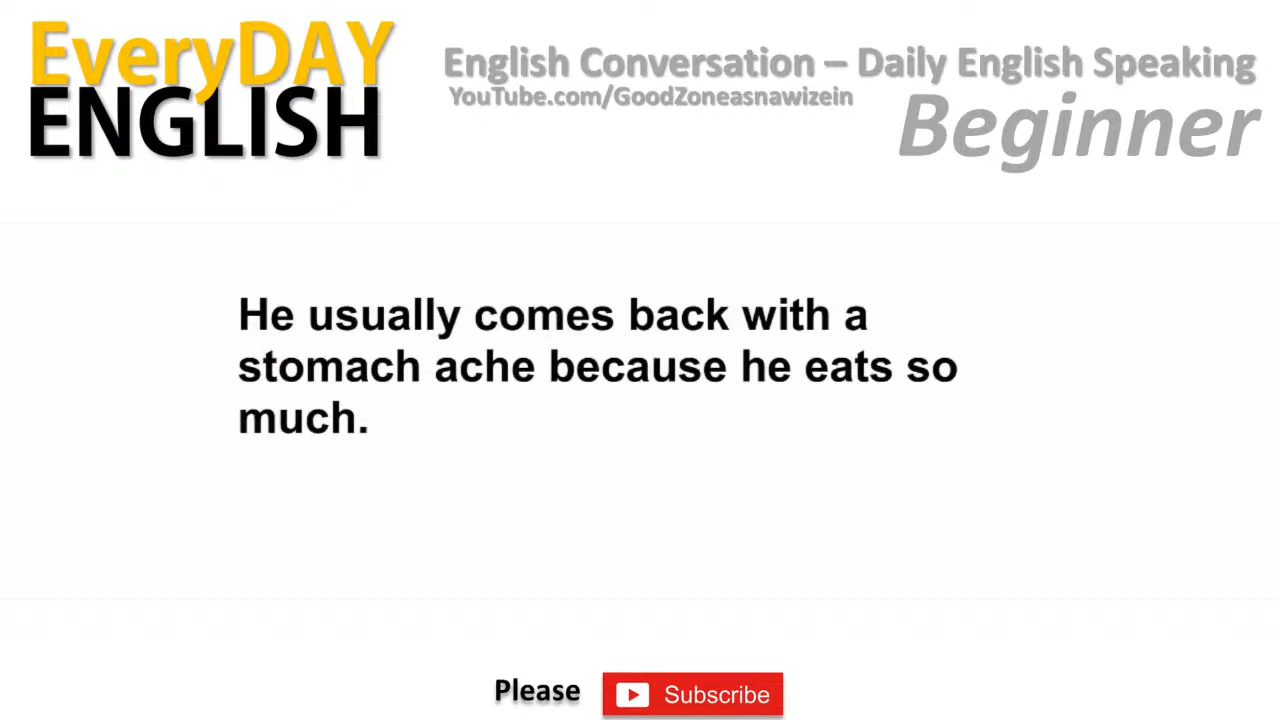 EveryDAY
ENGLISH
English Conversation – Daily English Speaking
YouTube.com/GoodZoneasnawizein
Beginner
He usually comes back with a
stomach ache because he eats so
much.
Please
Subscribe